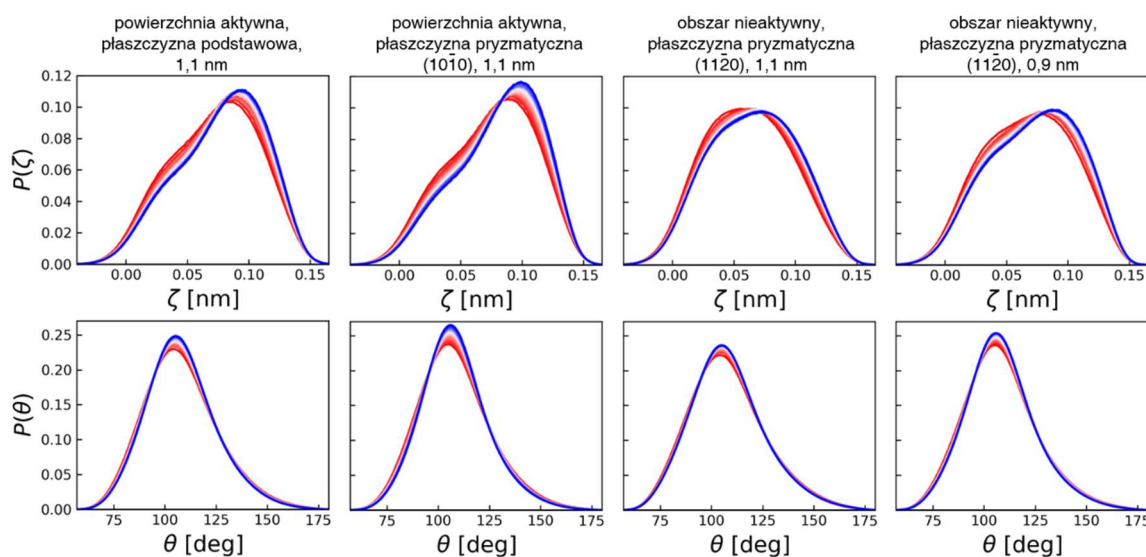 powierzchnia aktywna,
płaszczyzna podstawowa,
1,1 nm
powierzchnia aktywna,
płaszczyzna pryzmatyczna
(101̄0), 1,1 nm
obszar nieaktywny,
płaszczyzna pryzmatyczna
(112̄0), 1,1 nm
obszar nieaktywny,
płaszczyzna pryzmatyczna
(112̄0), 0,9 nm
P(ζ)
0.12
0.10
0.08
0.06
0.04
0.02
0.00
0.00 0.05 0.10 0.15
0.00 0.05 0.10 0.15
0.00 0.05 0.10 0.15
0.00 0.05 0.10 0.15
ζ [nm]
ζ [nm]
ζ [nm]
ζ [nm]
P(θ)
0.25
0.20
0.15
0.10
0.05
0.00
75 100 125 150 175
75 100 125 150 175
75 100 125 150 175
75 100 125 150 175
θ [deg]
θ [deg]
θ [deg]
θ [deg]